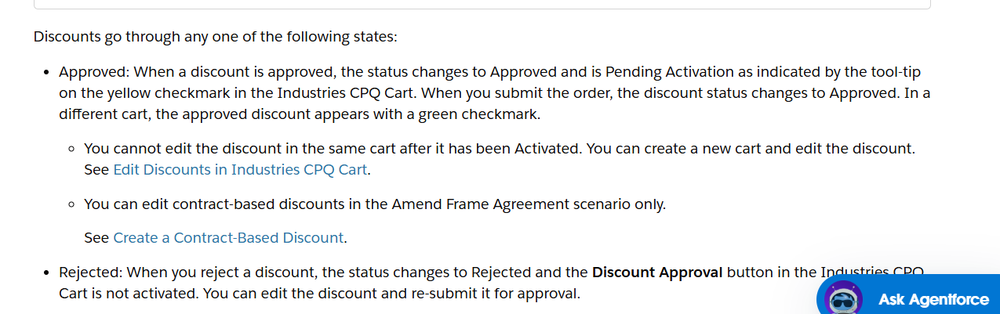 Discounts go through any one of the following states:
Approved: When a discount is approved, the status changes to Approved and is Pending Activation as indicated by the tool-tip
on the yellow checkmark in the Industries CPQ Cart. When you submit the order, the discount status changes to Approved. In a
different cart, the approved discount appears with a green checkmark.
You cannot edit the discount in the same cart after it has been Activated. You can create a new cart and edit the discount.
See Edit Discounts in Industries CPQ Cart.
You can edit contract-based discounts in the Amend Frame Agreement scenario only.
See Create a Contract-Based Discount.
Rejected: When you reject a discount, the status changes to Rejected and the Discount Approval button in the Industries CPQ
Cart is not activated. You can edit the discount and re-submit it for approval.
Ask Agentforce